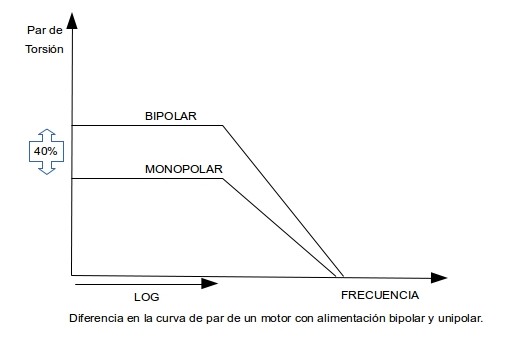 Par de
Torsión
BIPOLAR
40%
MONOPOLAR
LOG
FRECUENCIA
Diferencia en la curva de par de un motor con alimentación bipolar y unipolar.